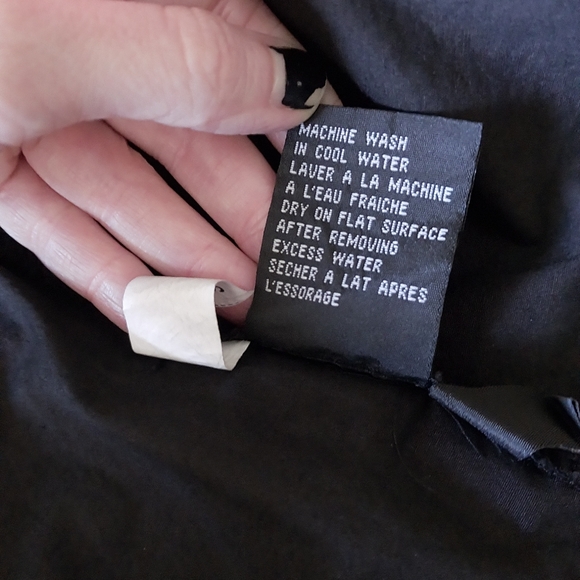 MACHINE WASH
IN COOL WATER
LAVER A LA MACHINE
A L'EAU FRAICHE
DRY ON FLAT SURFACE
AFTER REMOVING
EXCESS WATER
SECHER A LAT APRES
L'ESSORAGE